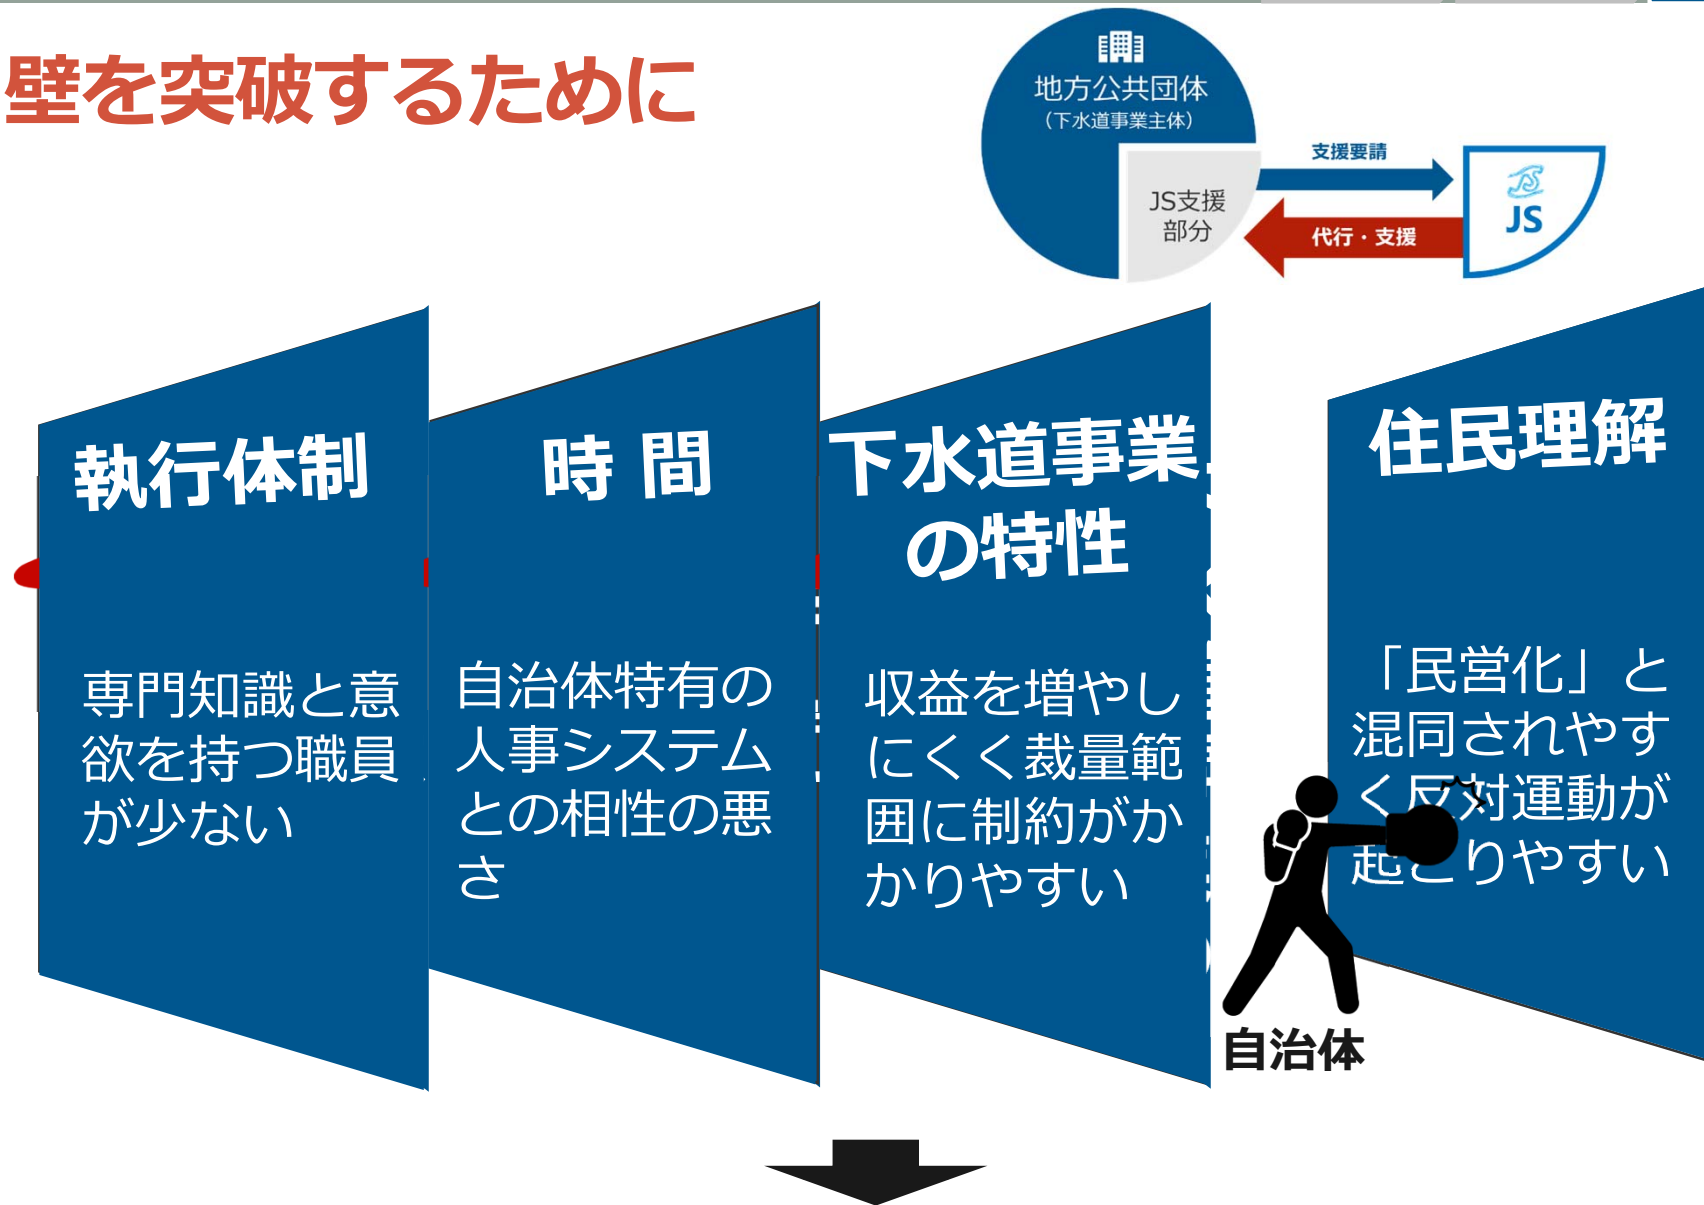 壁を突破するために
地方公共団体
（下水道事業主体）
JS支援
部分
支援要請
代行・支援
JS
執行体制
専門知識と意
欲を持つ職員
が少ない
時 間
自治体特有の
人事システム
との相性の悪
さ
下水道事業
の特性
収益を増やし
にくく裁量範
囲に制約がか
かりやすい
住民理解
「民営化」と
混同されやす
く反対運動が
起こりやすい
自治体